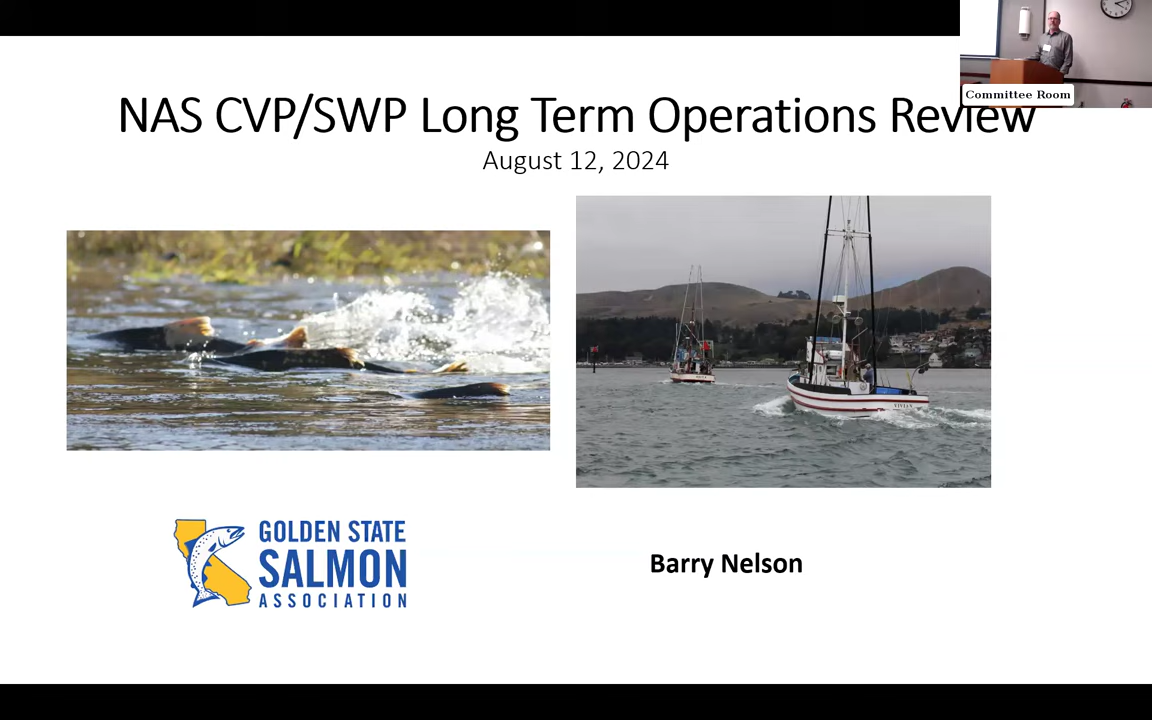 Committee Room
NAS CVP/SWP Long Term Operations Review
August 12, 2024
GOLDEN STATE
SALMON
ASSOCIATION
Barry Nelson